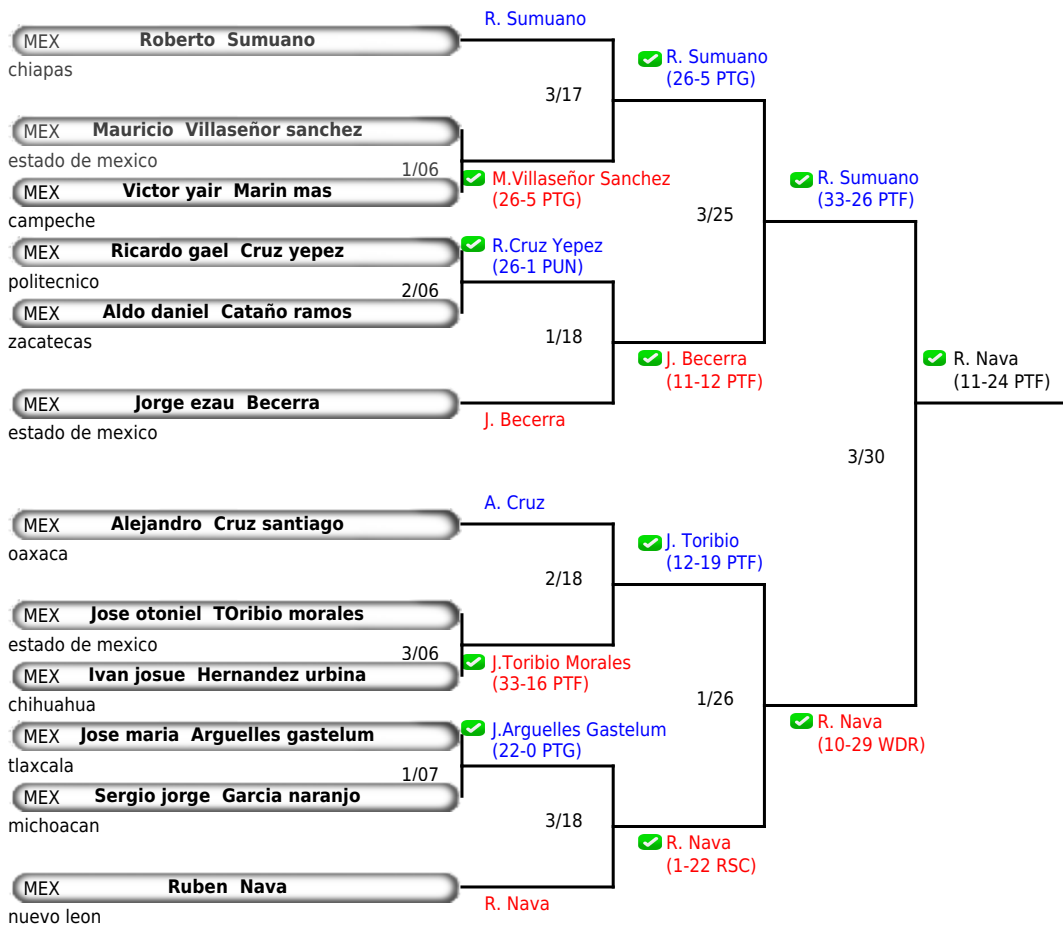 R. Sumuano
MEX Roberto Sumuano
chiapas
R. Sumuano
(26-5 PTG)
3/17
MEX Mauricio Villaseñor sanchez
estado de mexico
1/06
M.Villaseñor Sanchez
(26-5 PTG)
MEX Victor yair Marin mas
campeche
R. Sumuano
(33-26 PTF)
3/25
MEX Ricardo gael Cruz yepez
politecnico
R.Cruz Yepez
(26-1 PUN)
2/06
MEX Aldo daniel Cataño ramos
zacatecas
1/18
J. Becerra
(11-12 PTF)
MEX Jorge ezau Becerra
estado de mexico
J. Becerra
R. Nava
(11-24 PTF)
3/30
A. Cruz
MEX Alejandro Cruz santiago
oaxaca
J. Toribio
(12-19 PTF)
2/18
MEX Jose otoniel TOribio morales
estado de mexico
3/06
J.Toribio Morales
(33-16 PTF)
MEX Ivan josue Hernandez urbina
chihuahua
1/26
R. Nava
(10-29 WDR)
MEX Jose maria Arguelles gastelum
tlaxcala
J.Arguelles Gastelum
(22-0 PTG)
1/07
MEX Sergio jorge Garcia naranjo
michoacan
3/18
R. Nava
(1-22 RSC)
MEX Ruben Nava
nuevo leon
R. Nava